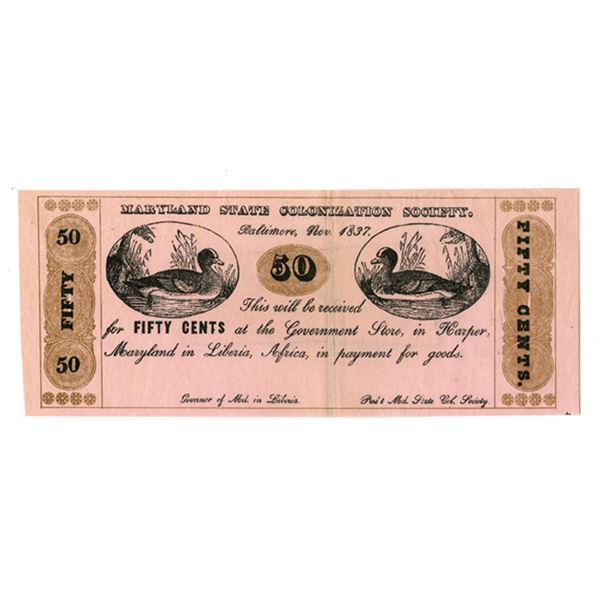 MARYLAND STATE COLONIZATION SOCIETY.
Baltimore, Nov. 1837.
50
FIFTY
50
50
This will be received
for FIFTY CENTS at the Government Store, in Harper,
Maryland in Liberia, Africa, in payment for goods.
Governor of Md. in Liberia.
Pres't Md. State Col. Society.
FIFTY CENTS.